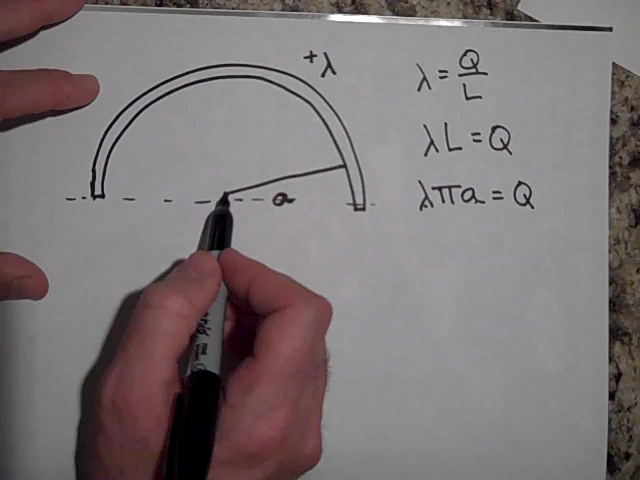 +λ
λ = Q/L
λL = Q
a
λπa = Q